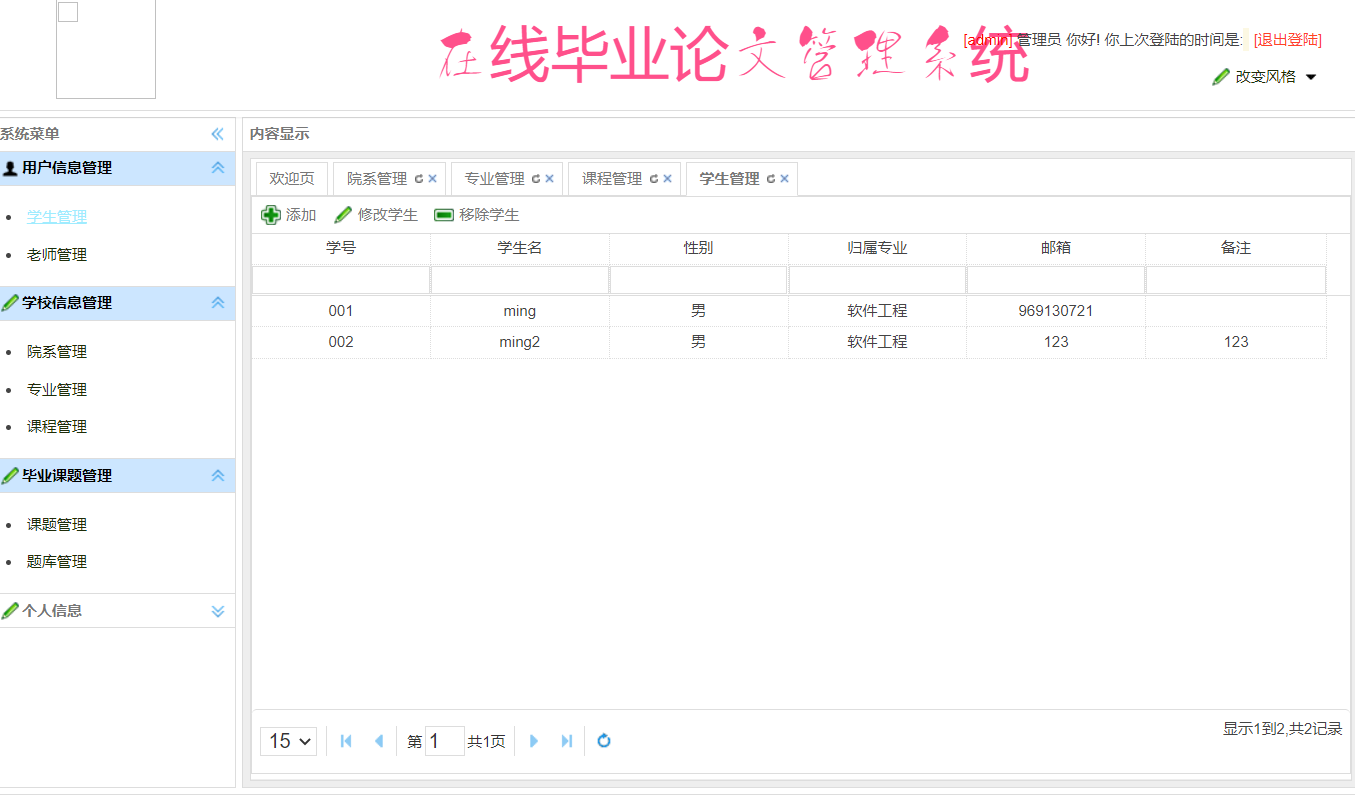 在线毕业论文管理系统
[admin] 管理员 你好! 你上次登陆的时间是: [退出登陆]
改变风格
系统菜单
用户信息管理
学生管理
老师管理
学校信息管理
院系管理
专业管理
课程管理
毕业课题管理
课题管理
题库管理
个人信息
内容显示
欢迎页 院系管理 专业管理 课程管理 学生管理
添加 修改学生 移除学生
学号 学生名 性别 归属专业 邮箱 备注
001 ming 男 软件工程 969130721
002 ming2 男 软件工程 123 123
15 第 1 共1页 显示1到2,共2记录